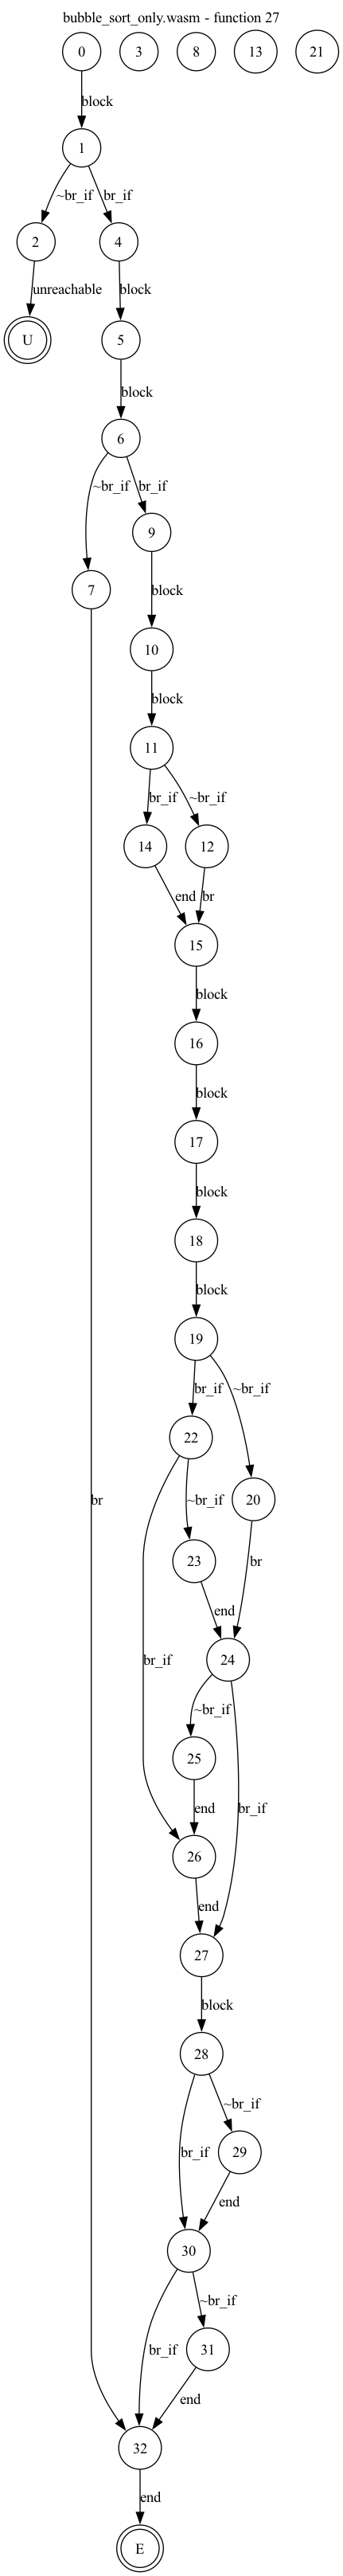 bubble_sort_only.wasm - function 27
0 3 8 13 21
block
1
~br_if br_if
2 4
unreachable block
U 5
block
6
~br_if br_if
9
7 block
10
block
11
br_if ~br_if
14 12
end br
15
block
16
block
17
block
18
block
19
br_if ~br_if
22
br ~br_if 20
23 br
end
24
br_if ~br_if
25
end br_if
26
end
27
block
28
~br_if
br_if 29
end
30
~br_if
br_if 31
end
32
end
E